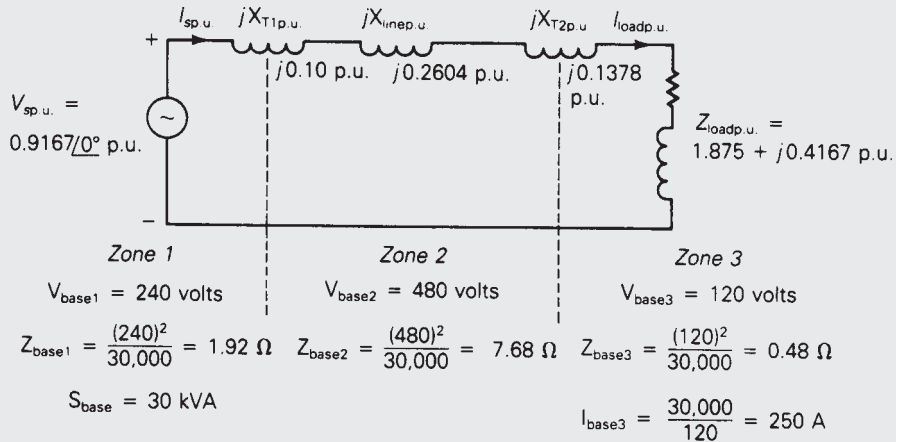 I_sp.u. jX_T1p.u. jX_linep.u. jX_T2p.u I_loadp.u.
+
j0.10 p.u. j0.2604 p.u. j0.1378 p.u.
V_sp.u. =
0.9167/0° p.u.
~
Z_loadp.u. =
1.875 + j0.4167 p.u.
−
Zone 1 Zone 2 Zone 3
V_base1 = 240 volts V_base2 = 480 volts V_base3 = 120 volts
Z_base1 = (240)²/30,000 = 1.92 Ω Z_base2 = (480)²/30,000 = 7.68 Ω Z_base3 = (120)²/30,000 = 0.48 Ω
S_base = 30 kVA
I_base3 = 30,000/120 = 250 A